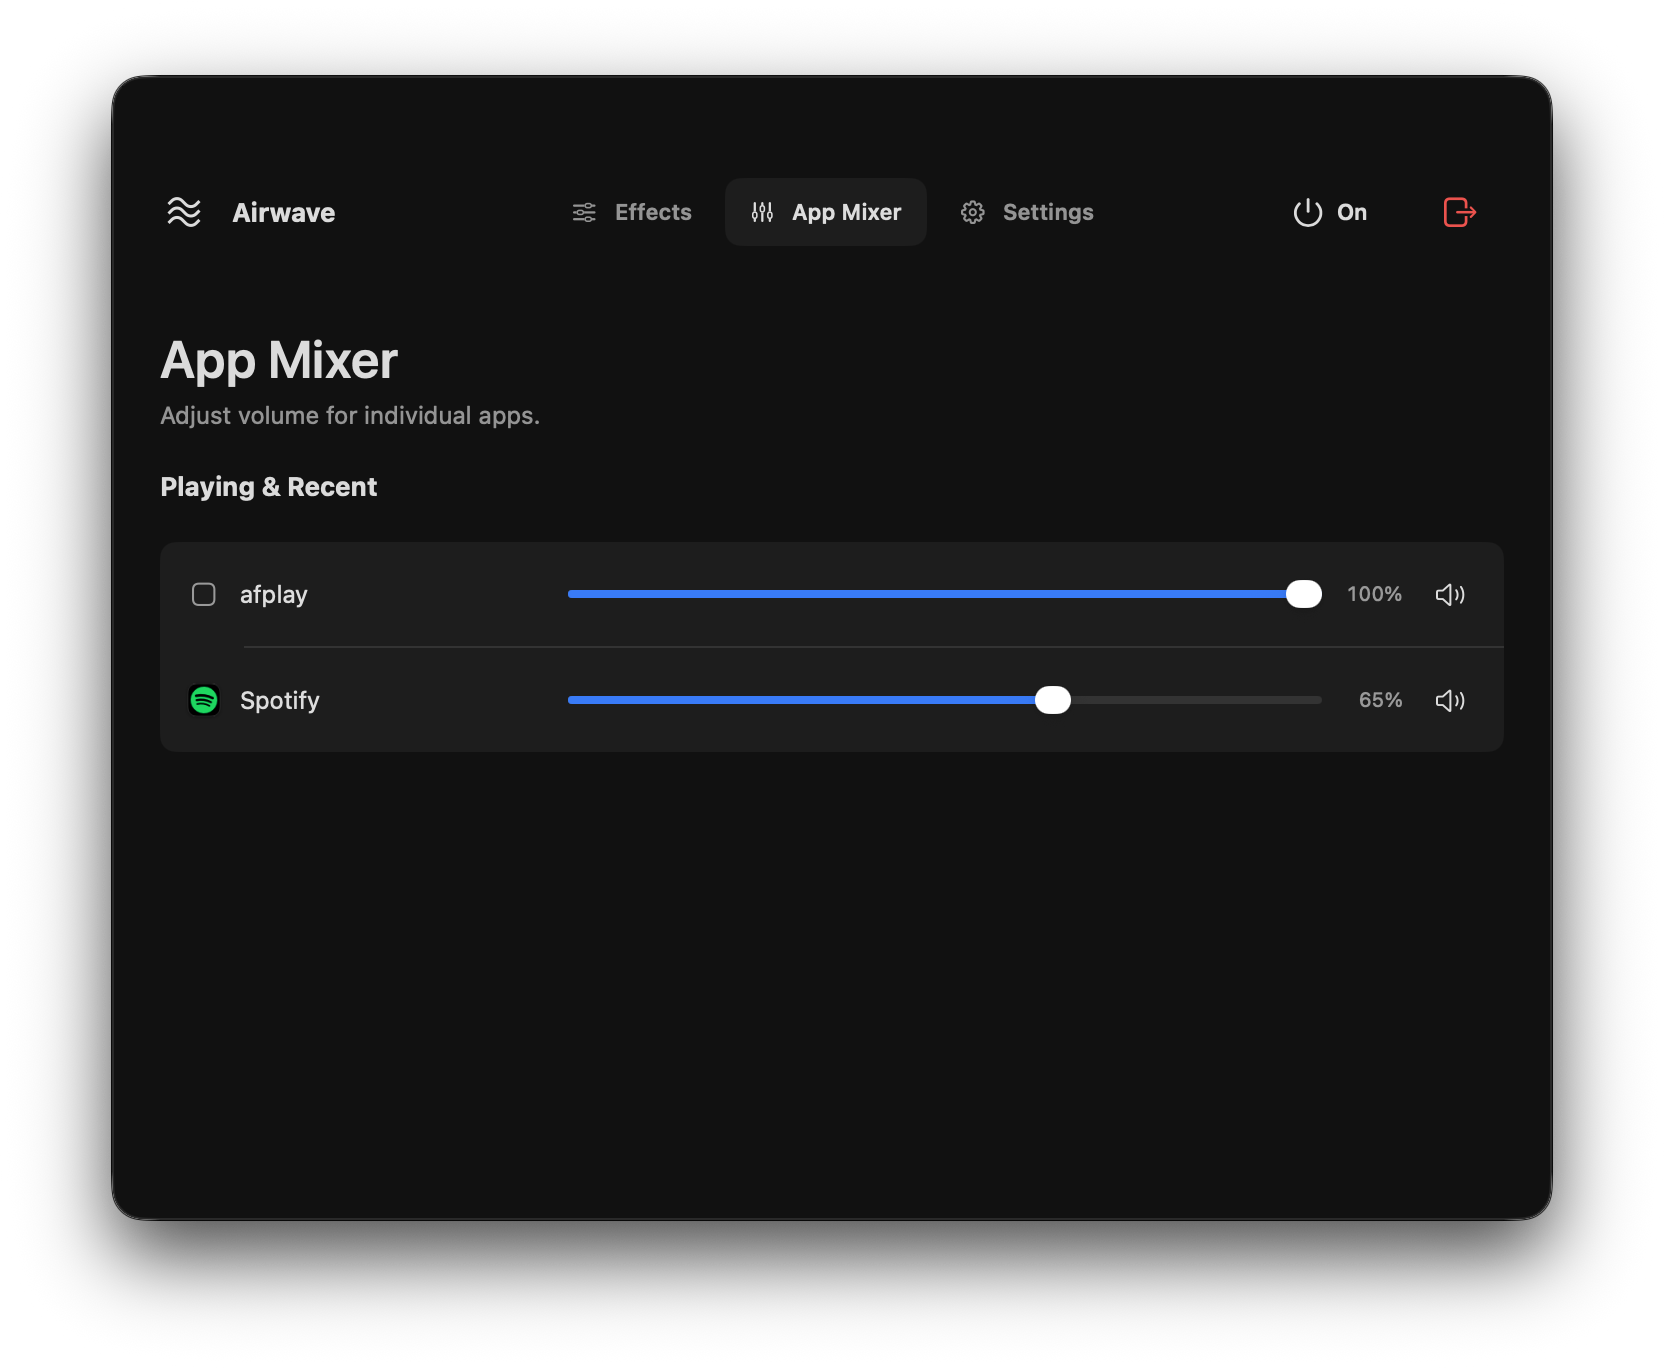 Airwave
Effects
App Mixer
Settings
On
App Mixer
Adjust volume for individual apps.
Playing & Recent
afplay
100%
Spotify
65%